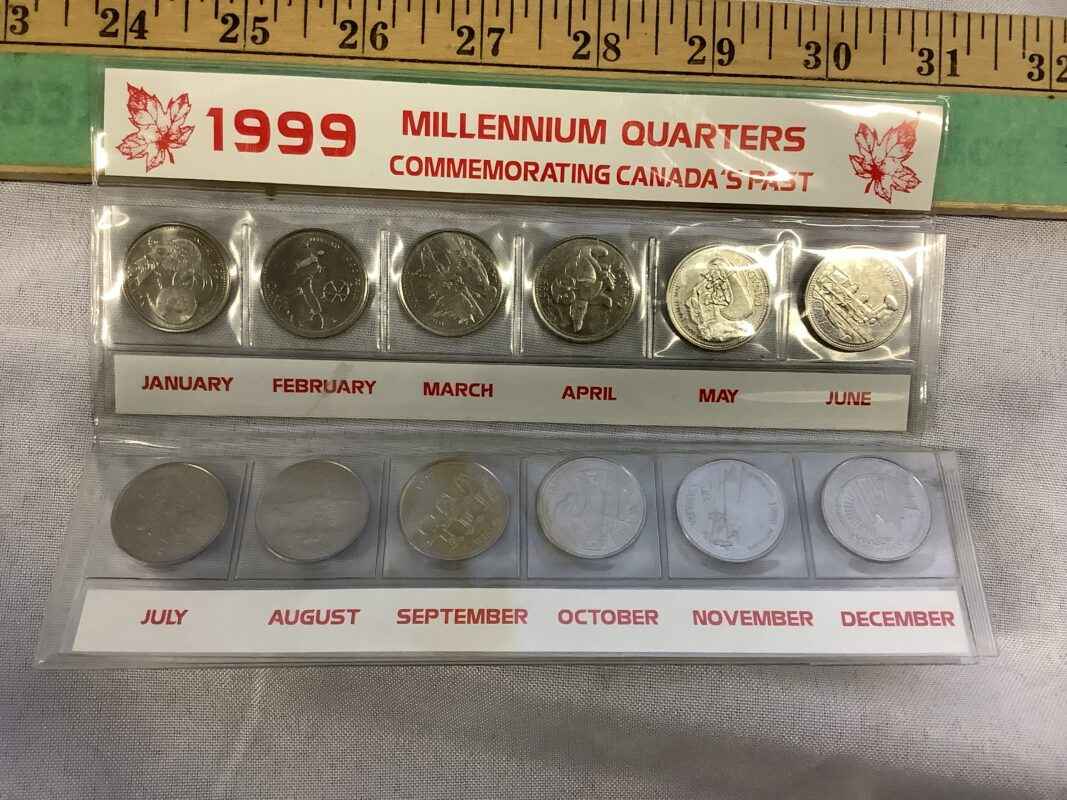 3 24 25 26 27 28 29 30 31 32
1999 MILLENNIUM QUARTERS
COMMEMORATING CANADA'S PAST
JANUARY FEBRUARY MARCH APRIL MAY JUNE
JULY AUGUST SEPTEMBER OCTOBER NOVEMBER DECEMBER